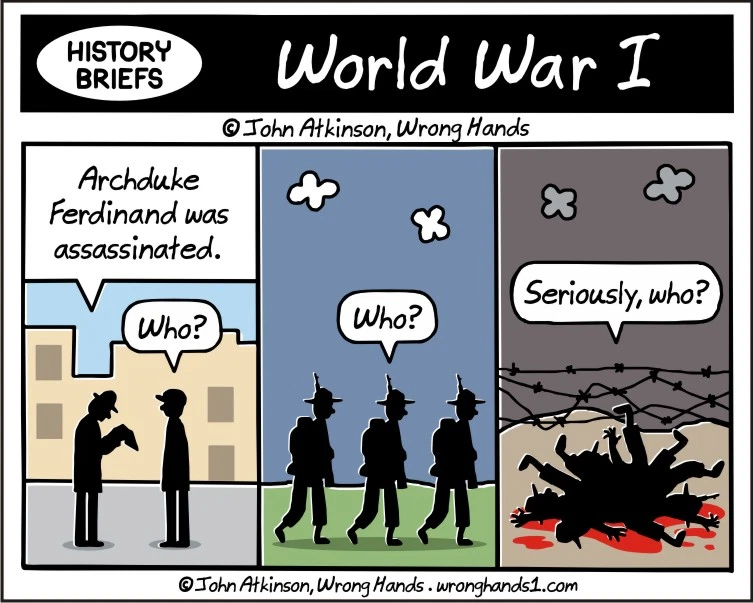 HISTORY
BRIEFS
World War I
© John Atkinson, Wrong Hands
Archduke
Ferdinand was
assassinated.
Who?
Who?
Seriously, who?
© John Atkinson, Wrong Hands . wronghands1.com